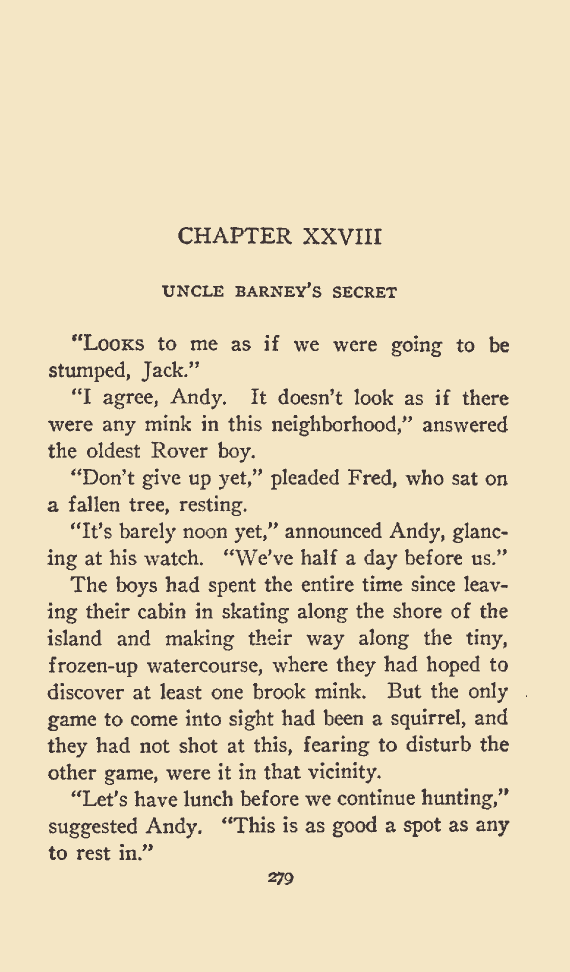 CHAPTER XXVIII
UNCLE BARNEY'S SECRET
“LOOKS to me as if we were going to be
stumped, Jack.”
“I agree, Andy. It doesn't look as if there
were any mink in this neighborhood,” answered
the oldest Rover boy.
“Don't give up yet,” pleaded Fred, who sat on
a fallen tree, resting.
“It's barely noon yet,” announced Andy, glanc-
ing at his watch. “We've half a day before us.”
The boys had spent the entire time since leav-
ing their cabin in skating along the shore of the
island and making their way along the tiny,
frozen-up watercourse, where they had hoped to
discover at least one brook mink. But the only
game to come into sight had been a squirrel, and
they had not shot at this, fearing to disturb the
other game, were it in that vicinity.
“Let's have lunch before we continue hunting,”
suggested Andy. “This is as good a spot as any
to rest in.”
279